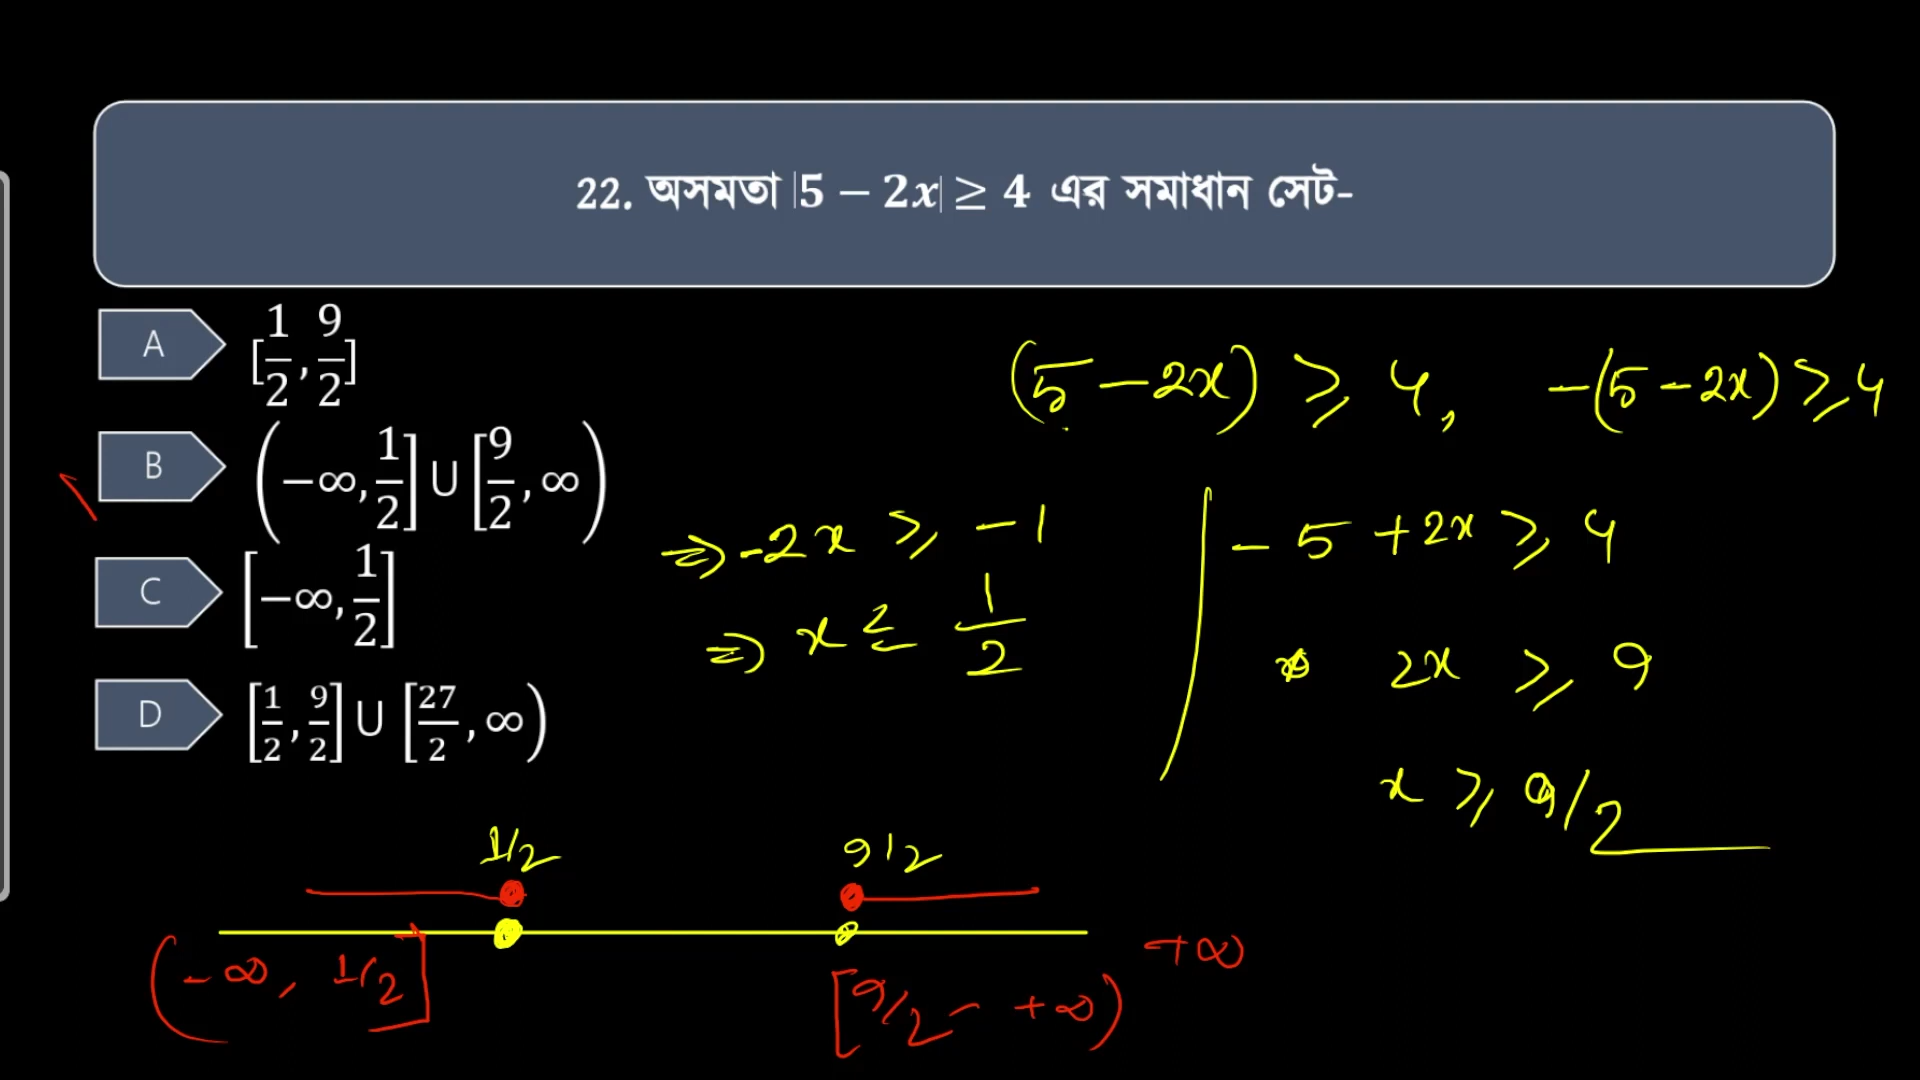 22. অসমতা |5 − 2x| ≥ 4 এর সমাধান সেট-
A [1/2, 9/2]
B (−∞, 1/2] ∪ [9/2, ∞)
C [−∞, 1/2]
D [1/2, 9/2] ∪ [27/2, ∞)
(5 − 2x) ≥ 4, −(5 − 2x) ≥ 4
⇒ -2x ≥ −1
⇒ x ≤ 1/2
− 5 + 2x ≥ 4
2x ≥ 9
x ≥ 9/2
1/2 9/2
(−∞, 1/2] [9/2 − +∞) +∞